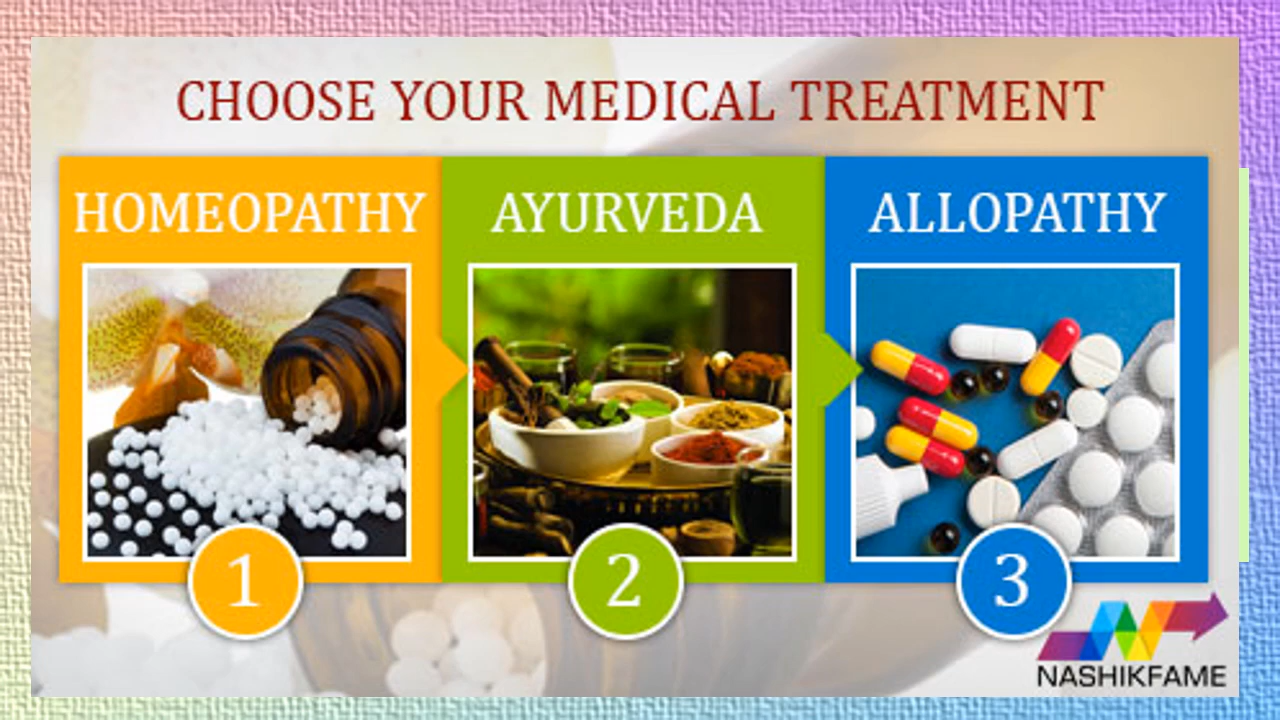 CHOOSE YOUR MEDICAL TREATMENT
HOMEOPATHY
AYURVEDA
ALLOPATHY
1
2
3
NASHIKFAME